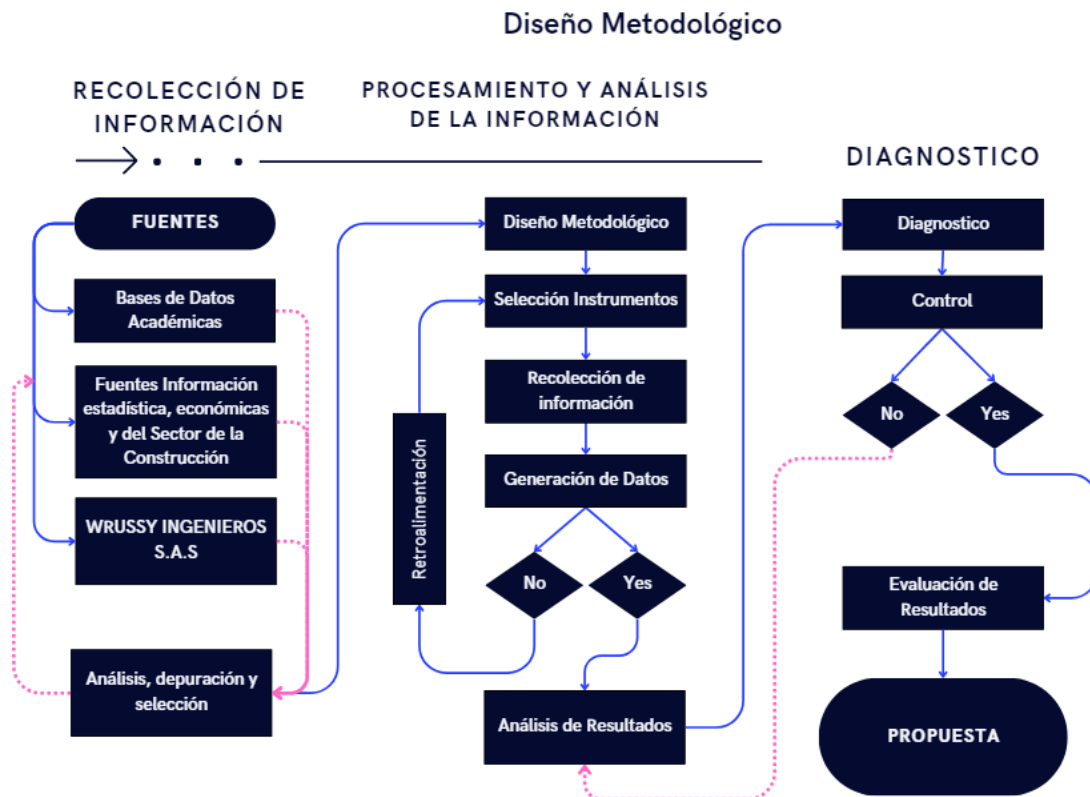 Diseño Metodológico
RECOLECCIÓN DE
INFORMACIÓN
PROCESAMIENTO Y ANÁLISIS
DE LA INFORMACIÓN
DIAGNOSTICO
FUENTES
Bases de Datos
Académicas
Fuentes Información
estadística, económicas
y del Sector de la
Construcción
WRUSSY INGENIEROS
S.A.S
Análisis, depuración y
selección
Diseño Metodológico
Selección Instrumentos
Recolección de
información
Generación de Datos
Retroalimentación
No
Yes
Análisis de Resultados
Diagnostico
Control
No
Yes
Evaluación de
Resultados
PROPUESTA